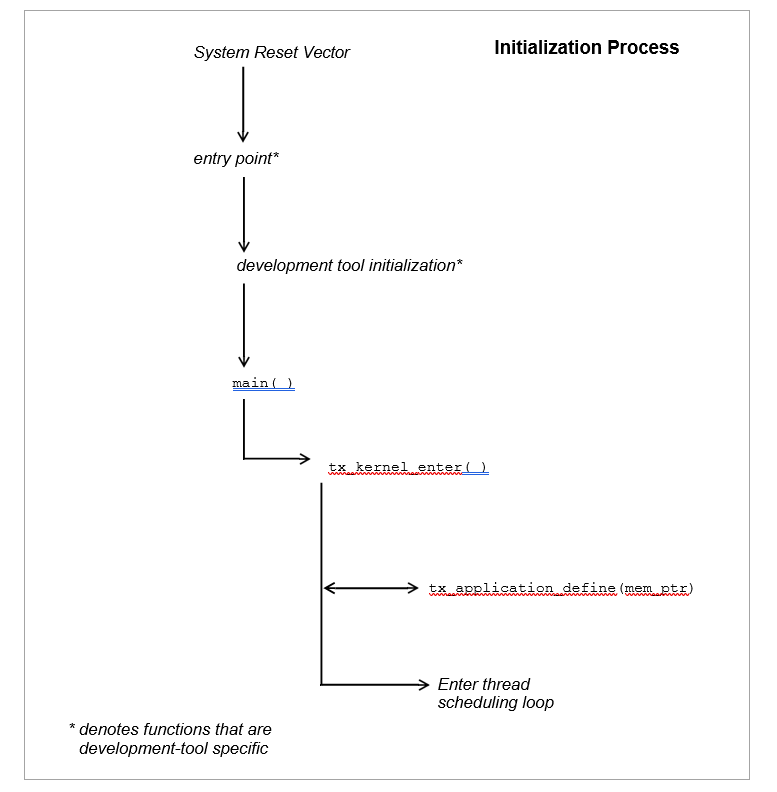 Initialization Process
System Reset Vector
entry point*
development tool initialization*
main( )
tx_kernel_enter( )
tx_application_define(mem_ptr)
Enter thread
scheduling loop
* denotes functions that are
development-tool specific